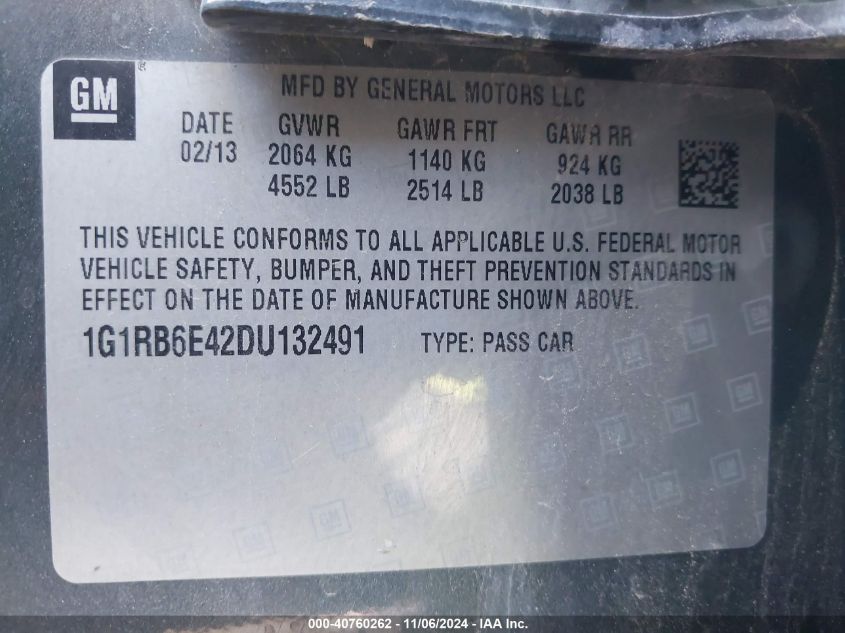 GM
MFD BY GENERAL MOTORS LLC
DATE GVWR GAWR FRT GAWR RR
02/13 2064 KG 1140 KG 924 KG
4552 LB 2514 LB 2038 LB
THIS VEHICLE CONFORMS TO ALL APPLICABLE U.S. FEDERAL MOTOR
VEHICLE SAFETY, BUMPER, AND THEFT PREVENTION STANDARDS IN
EFFECT ON THE DATE OF MANUFACTURE SHOWN ABOVE.
1G1RB6E42DU132491 TYPE: PASS CAR
000-40760262 - 11/06/2024 - IAA Inc.